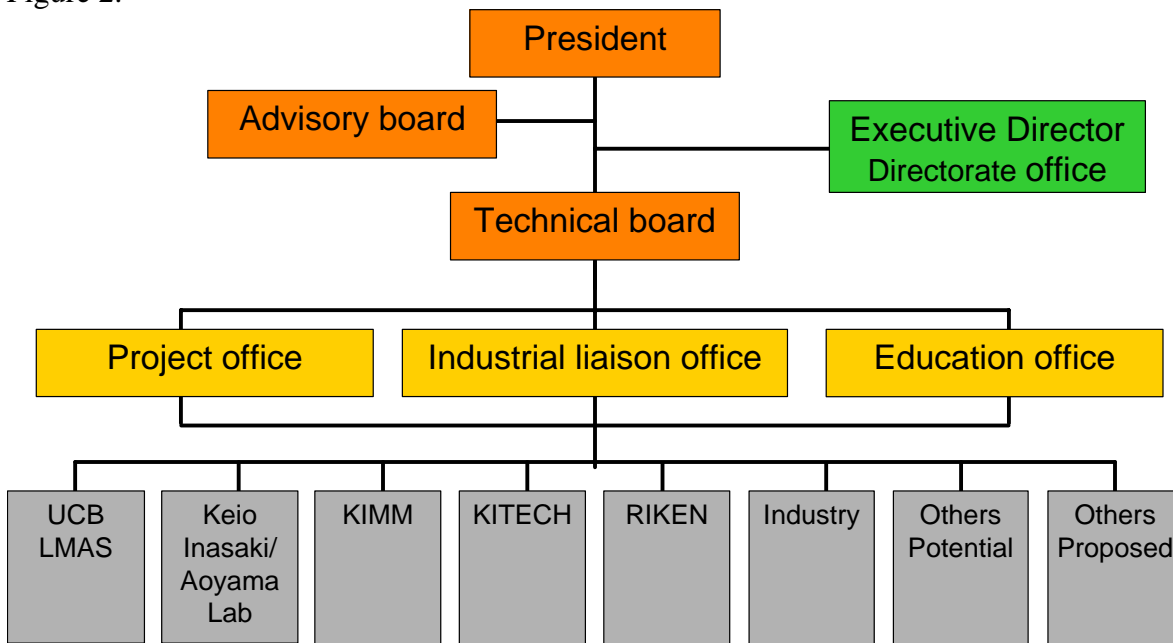 Figure 2.
President
Advisory board
Executive Director
Directorate office
Technical board
Project office
Industrial liaison office
Education office
UCB
LMAS
Keio
Inasaki/
Aoyama
Lab
KIMM
KITECH
RIKEN
Industry
Others
Potential
Others
Proposed